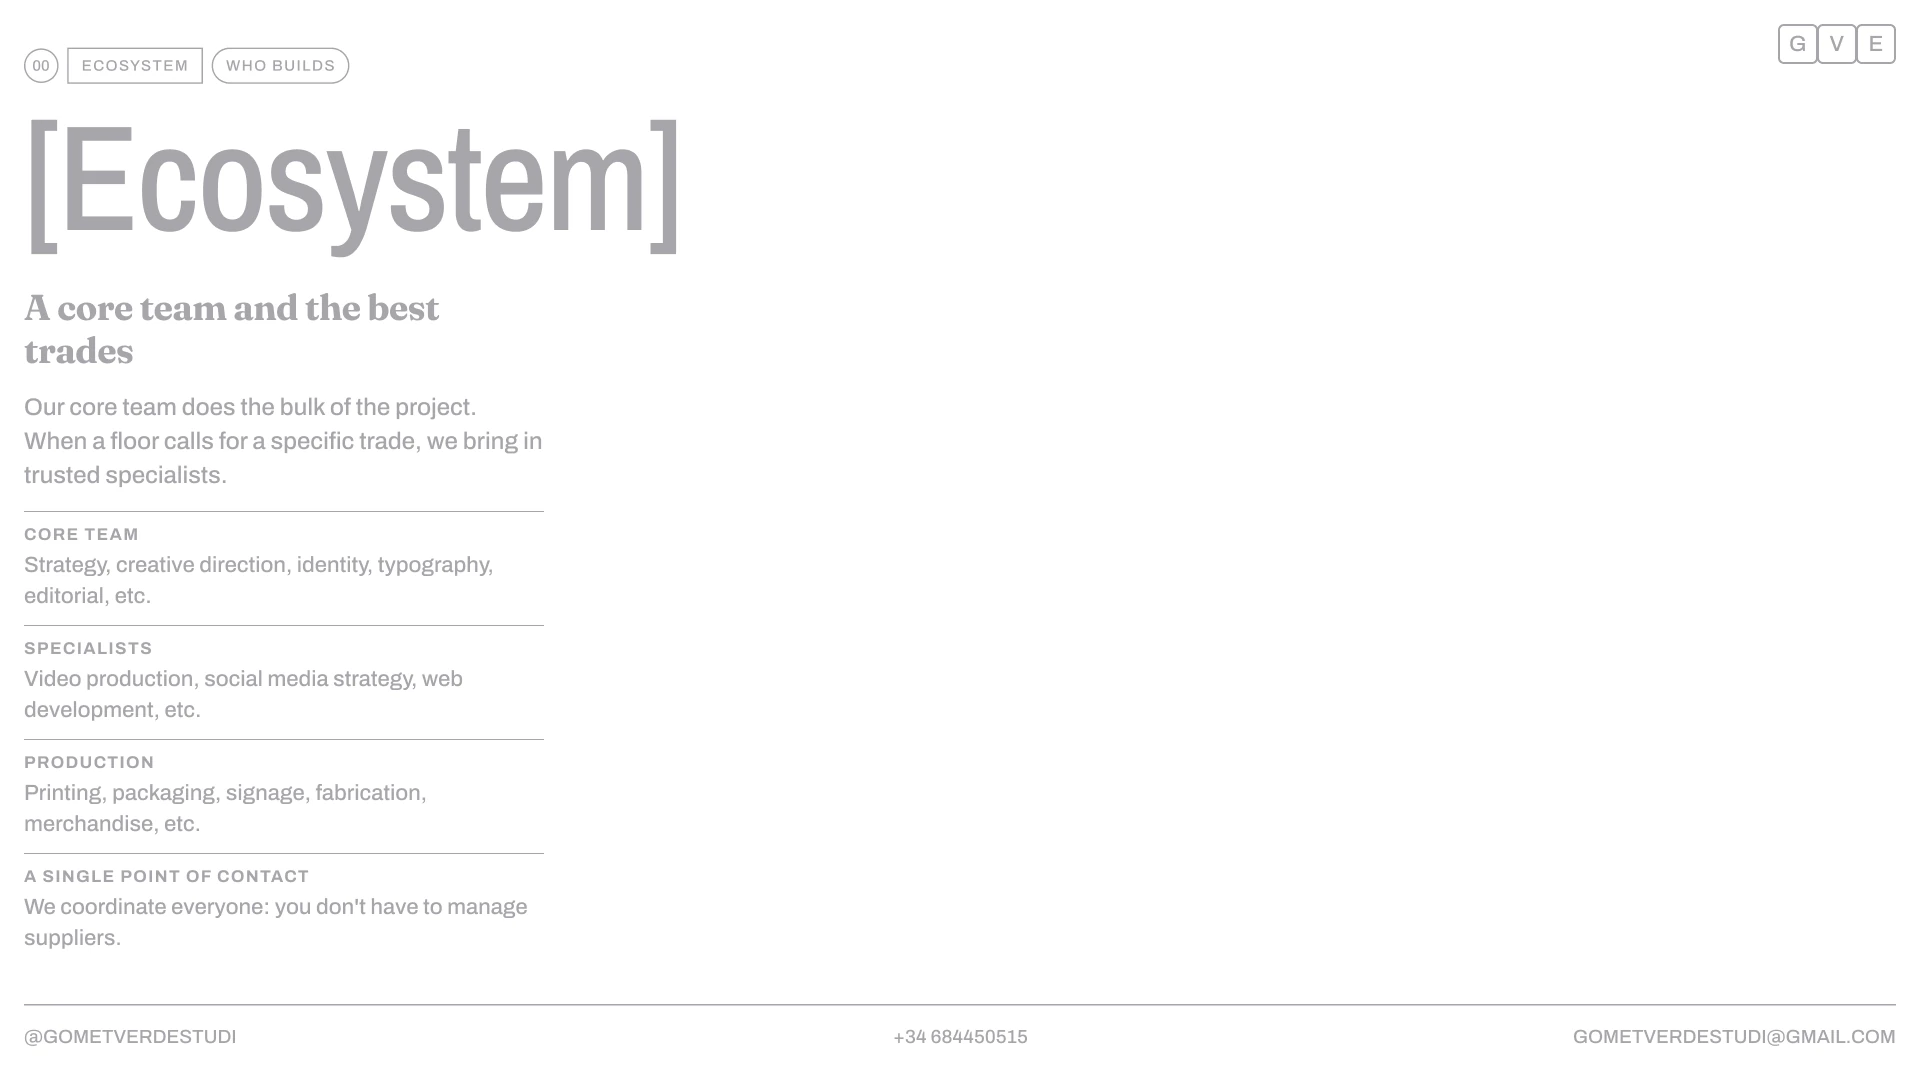 00 ECOSYSTEM WHO BUILDS
G V E
[Ecosystem]
A core team and the best
trades
Our core team does the bulk of the project.
When a floor calls for a specific trade, we bring in
trusted specialists.
CORE TEAM
Strategy, creative direction, identity, typography,
editorial, etc.
SPECIALISTS
Video production, social media strategy, web
development, etc.
PRODUCTION
Printing, packaging, signage, fabrication,
merchandise, etc.
A SINGLE POINT OF CONTACT
We coordinate everyone: you don't have to manage
suppliers.
@GOMETVERDESTUDI
+34 684450515
GOMETVERDESTUDI@GMAIL.COM